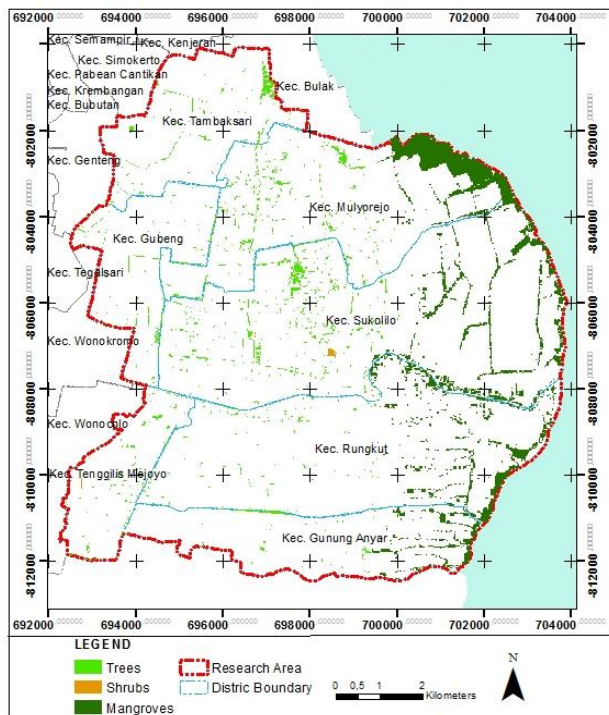 692000 694000 696000 698000 700000 702000 704000
Kec. Semampir Kec. Kenjeran
Kec. Simokerto
Kec. Pabean Cantikan
Kec. Bulak
Kec. Krembangan
Kec. Bubutan
Kec. Tambaksari
-802000 -802000
Kec. Genteng
Kec. Mulyorejo
-804000 -804000
Kec. Gubeng
Kec. Tegalsari
-806000 -806000
Kec. Sukolilo
Kec. Wonokromo
-808000 -808000
Kec. Wonocolo
Kec. Rungkut
Kec. Tenggilis Mejoyo
-810000 -810000
Kec. Gunung Anyar
-812000 -812000
692000 694000 696000 698000 700000 702000 704000
LEGEND
Trees Research Area
Shrubs Distric Boundary
Mangroves
0 0,5 1 2
Kilometers
N